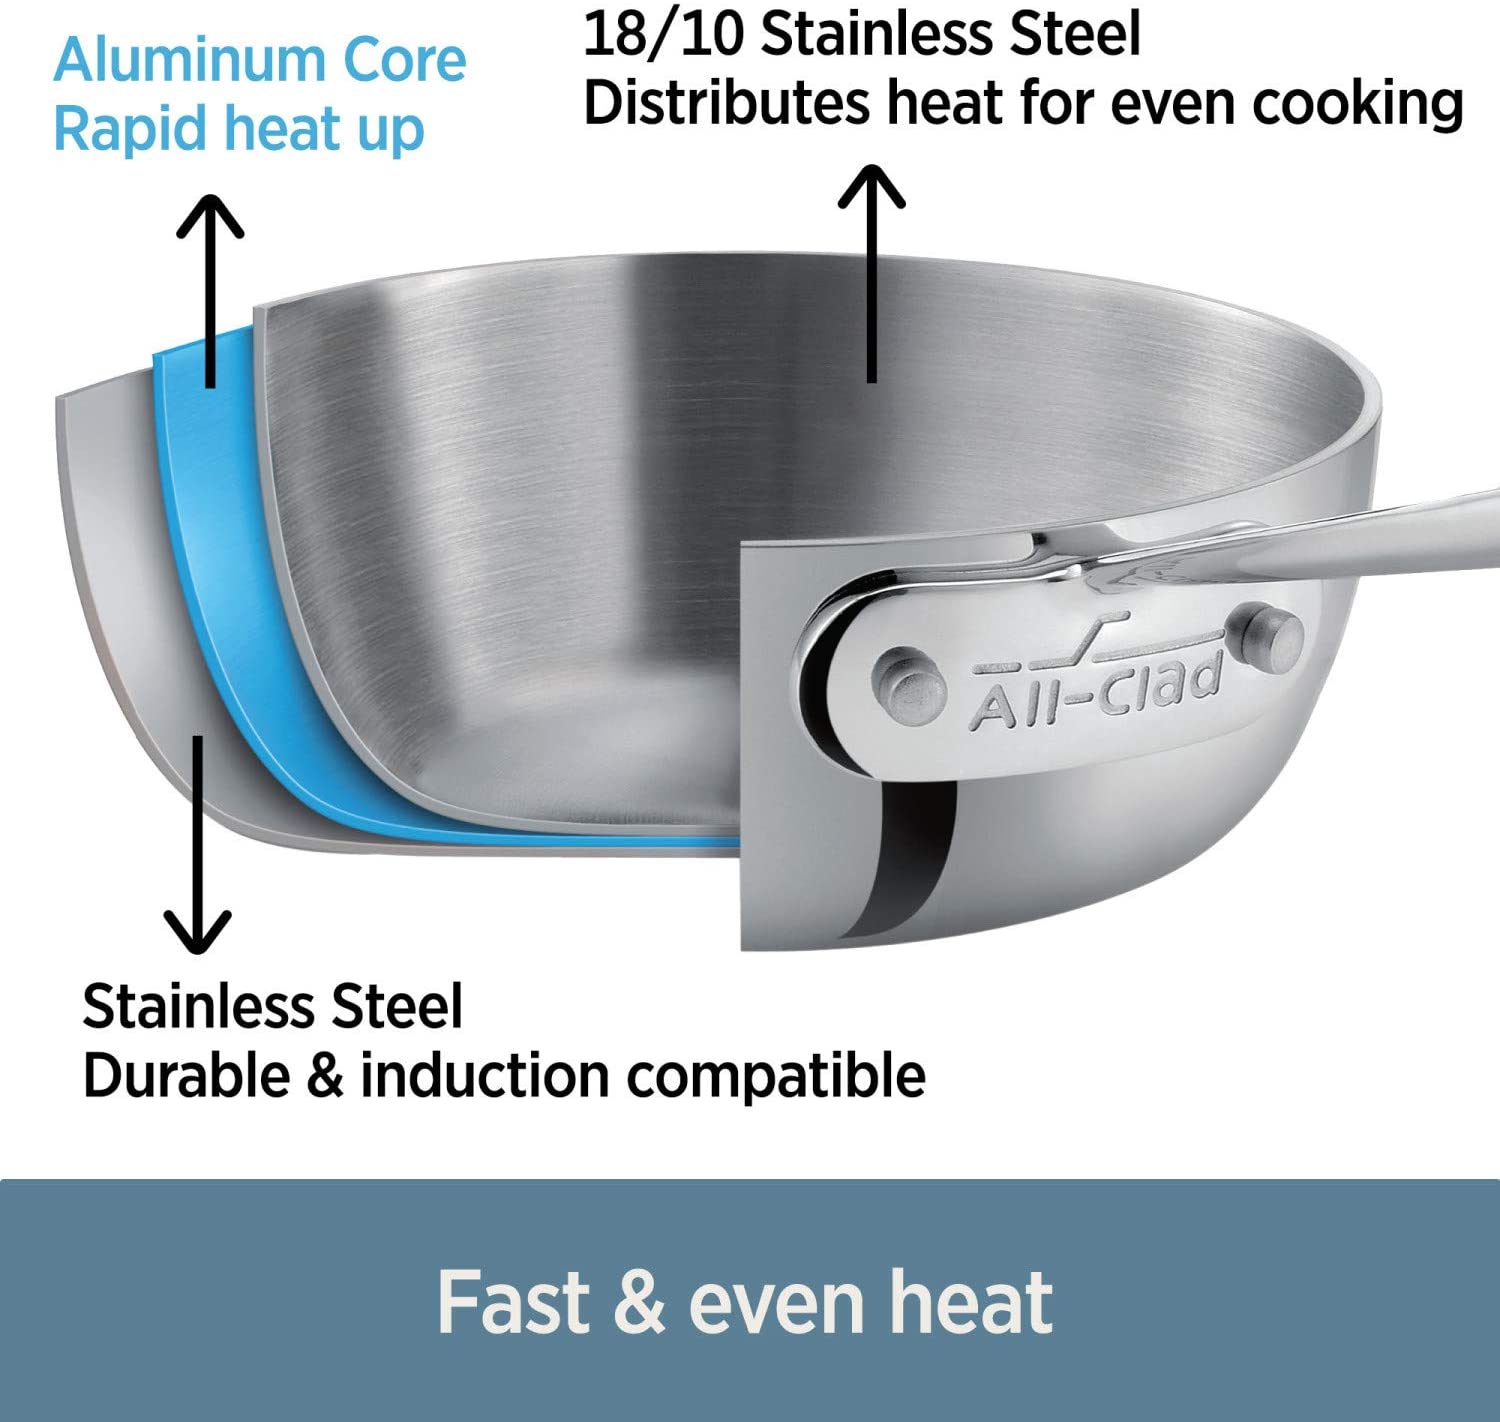 Aluminum Core
Rapid heat up
18/10 Stainless Steel
Distributes heat for even cooking
All-Clad
Stainless Steel
Durable & induction compatible
Fast & even heat